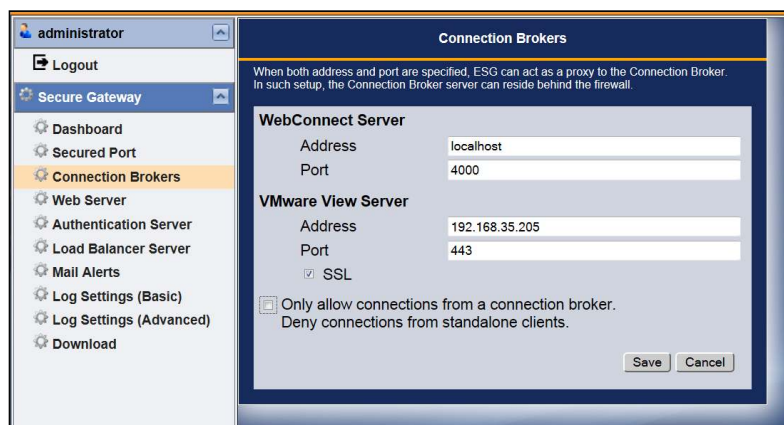 administrator
Logout
Secure Gateway
Dashboard
Secured Port
Connection Brokers
Web Server
Authentication Server
Load Balancer Server
Mail Alerts
Log Settings (Basic)
Log Settings (Advanced)
Download
Connection Brokers
When both address and port are specified, ESG can act as a proxy to the Connection Broker.
In such setup, the Connection Broker server can reside behind the firewall.
WebConnect Server
Address localhost
Port 4000
VMware View Server
Address 192.168.35.205
Port 443
SSL
Only allow connections from a connection broker.
Deny connections from standalone clients.
Save Cancel